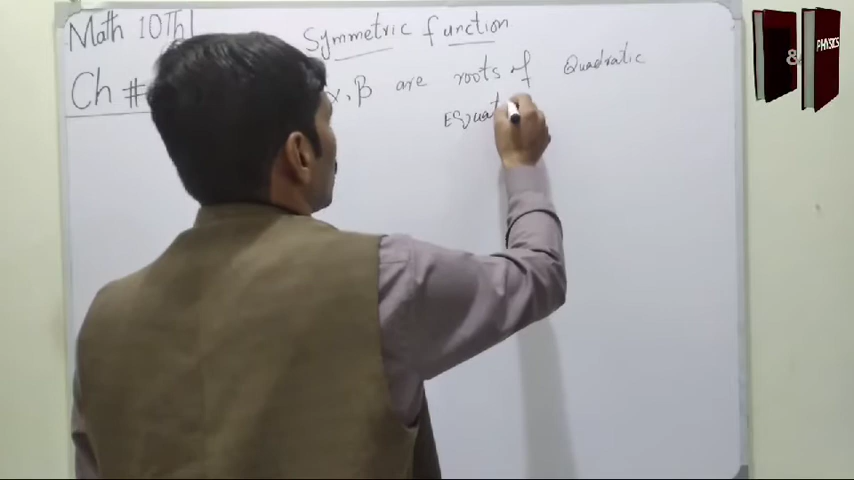 Math 10Th
Symmetric function
Ch #
α, β are roots of Quadratic
Equat
&
PHYSICS